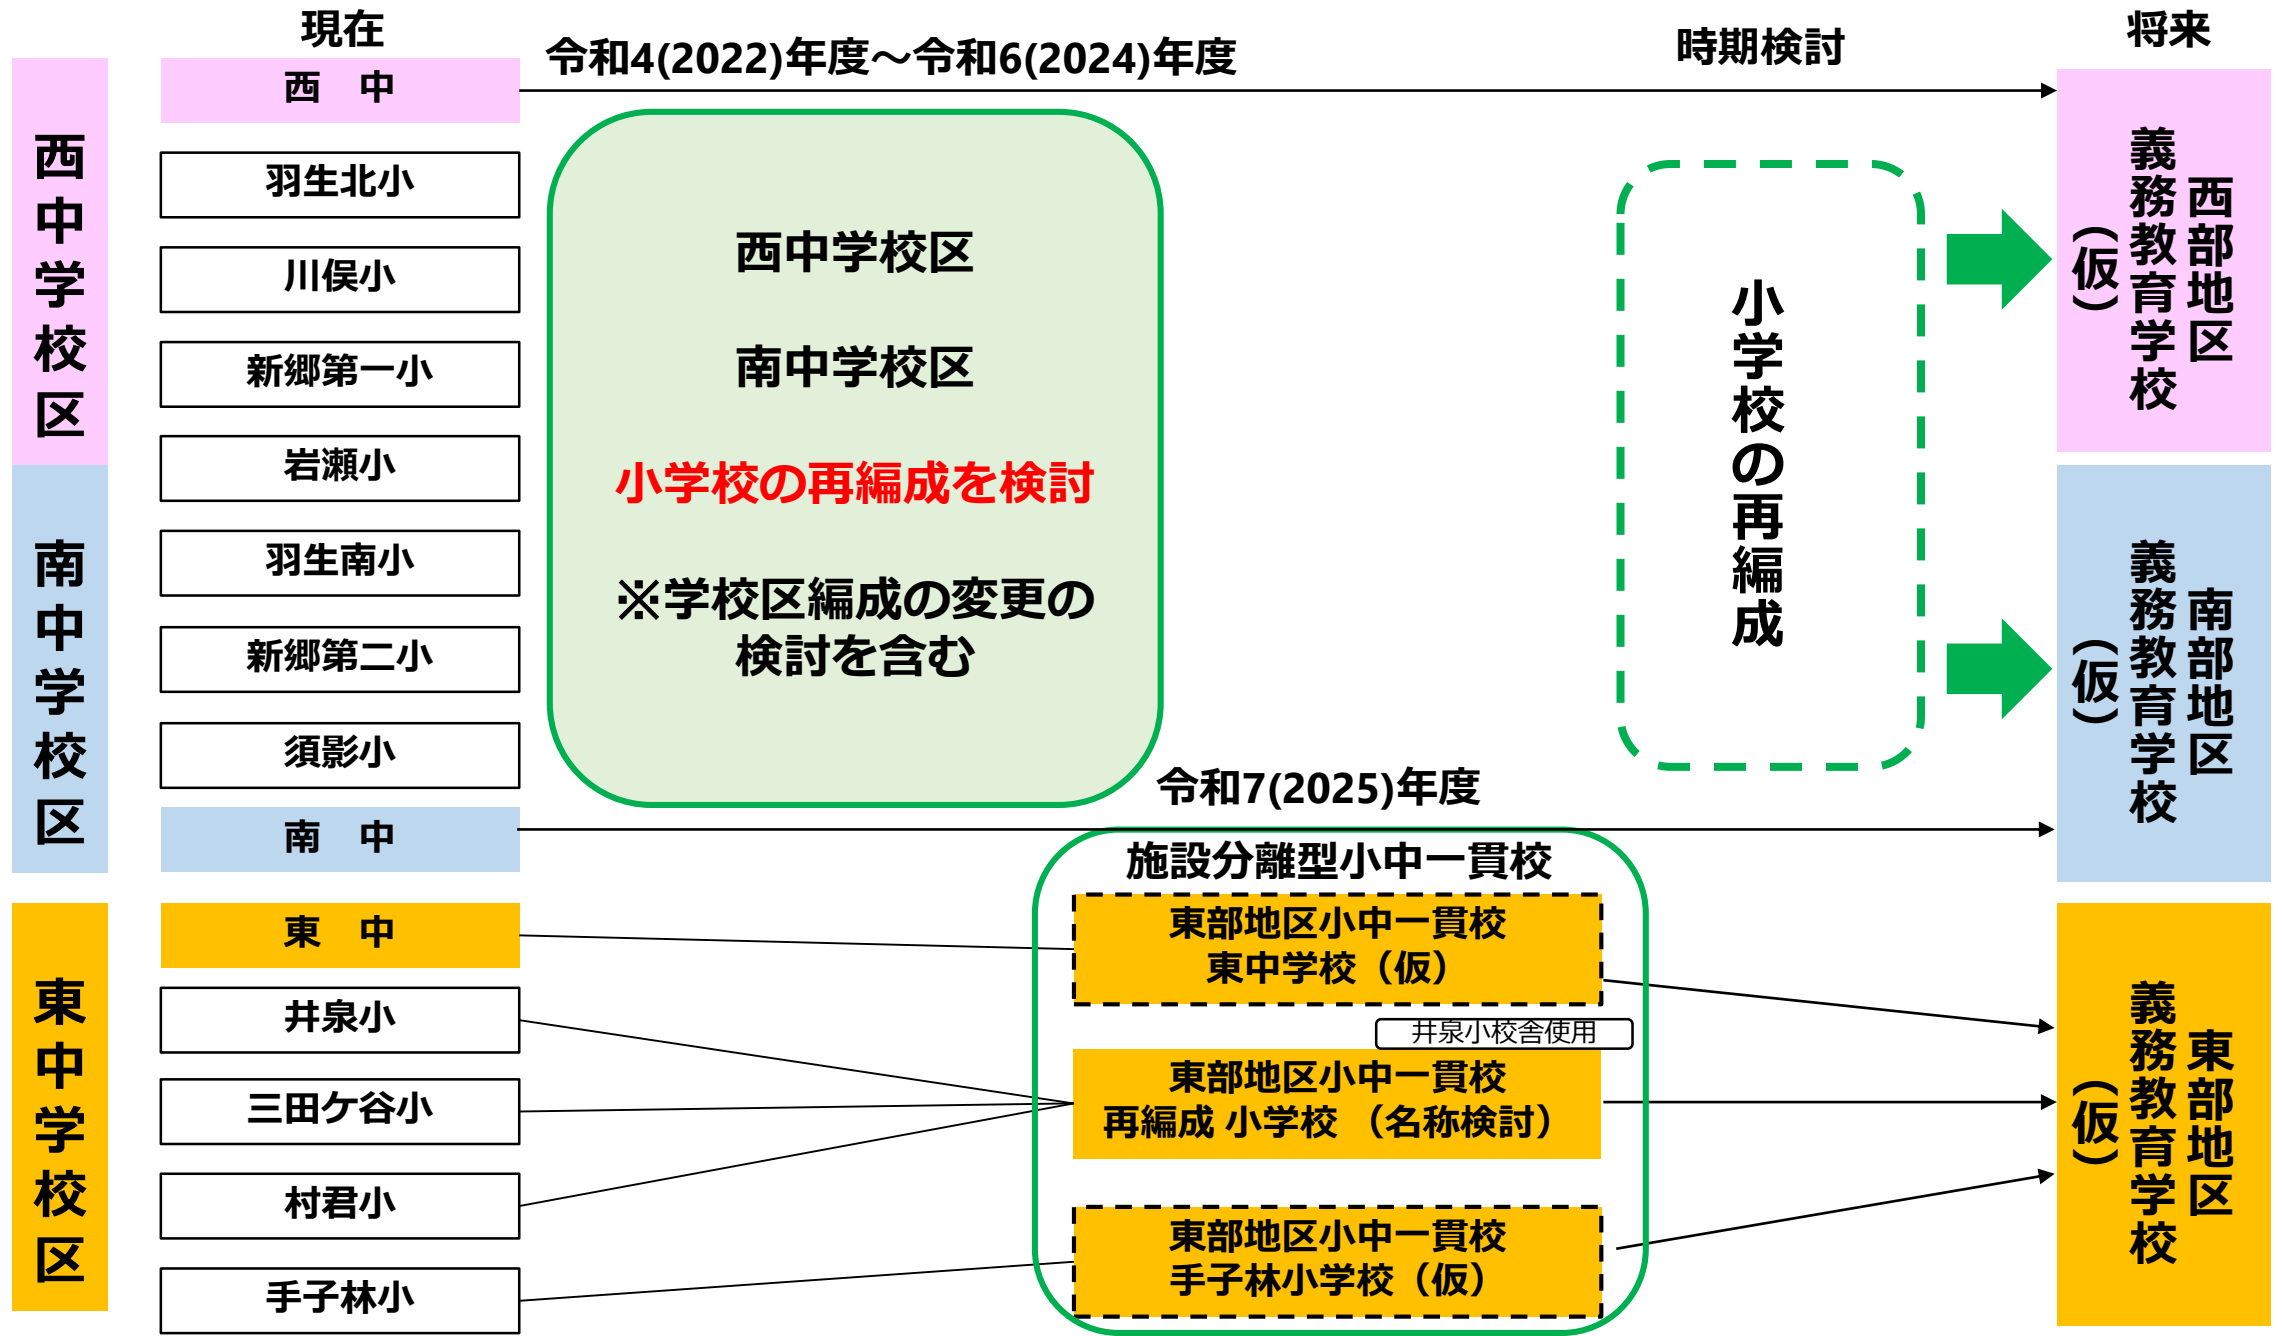 現在
令和4(2022)年度～令和6(2024)年度
時期検討
将来
西中学校区
南中学校区
東中学校区
西　中
羽生北小
川俣小
新郷第一小
岩瀬小
羽生南小
新郷第二小
須影小
南　中
東　中
井泉小
三田ケ谷小
村君小
手子林小
西中学校区
南中学校区
小学校の再編成を検討
※学校区編成の変更の
検討を含む
小学校の再編成
令和7(2025)年度
施設分離型小中一貫校
東部地区小中一貫校
東中学校（仮）
井泉小校舎使用
東部地区小中一貫校
再編成 小学校 （名称検討）
東部地区小中一貫校
手子林小学校（仮）
西部地区
義務教育学校
（仮）
南部地区
義務教育学校
（仮）
東部地区
義務教育学校
（仮）